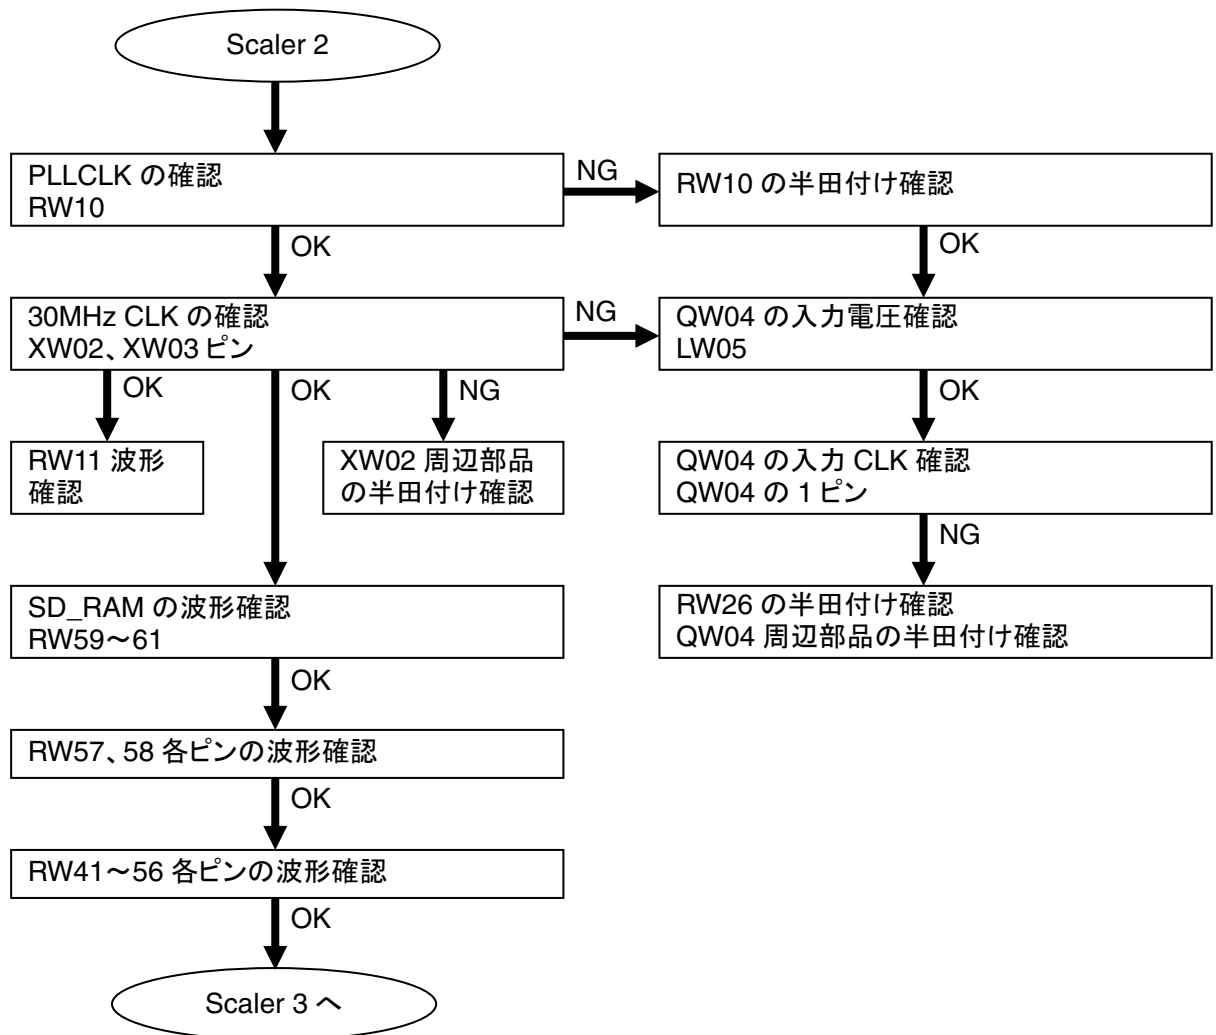 Scaler 2
PLLCLK の確認
RW10
NG
RW10 の半田付け確認
OK
OK
30MHz CLK の確認
XW02、XW03 ピン
NG
QW04 の入力電圧確認
LW05
OK
OK
NG
OK
RW11 波形
確認
XW02 周辺部品
の半田付け確認
QW04 の入力 CLK 確認
QW04 の 1 ピン
NG
SD_RAM の波形確認
RW59～61
RW26 の半田付け確認
QW04 周辺部品の半田付け確認
OK
RW57、58 各ピンの波形確認
OK
RW41～56 各ピンの波形確認
OK
Scaler 3 へ